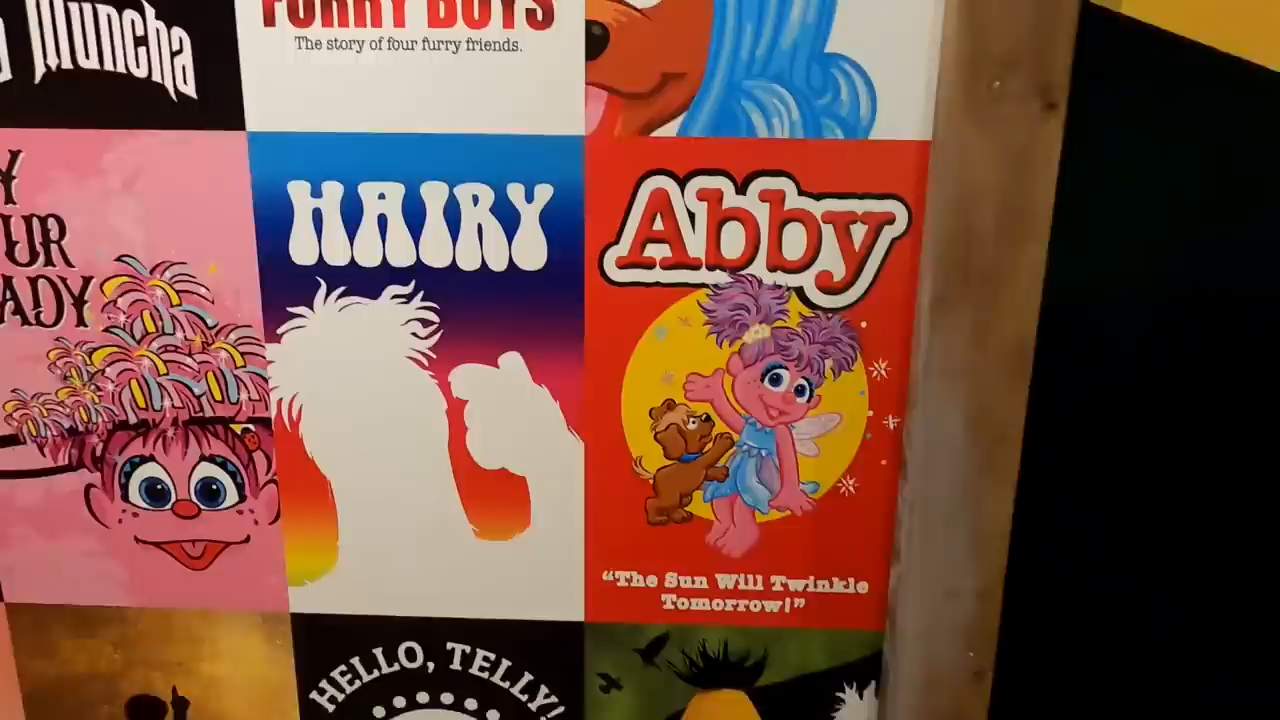 Muncha
FURRY BOYS
The story of four furry friends.
HAIRY
Abby
"The Sun Will Twinkle
Tomorrow!"
HELLO, TELLY!